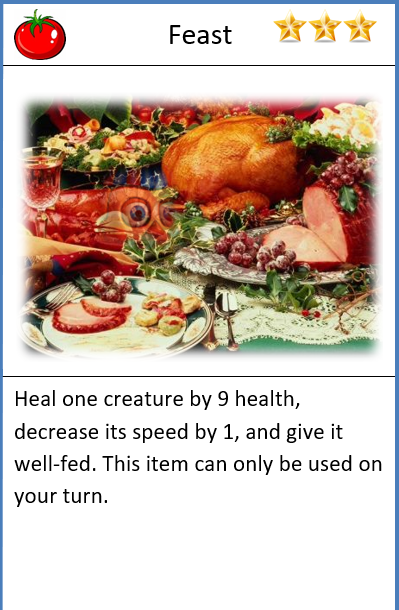 Feast
Heal one creature by 9 health,
decrease its speed by 1, and give it
well-fed. This item can only be used on
your turn.